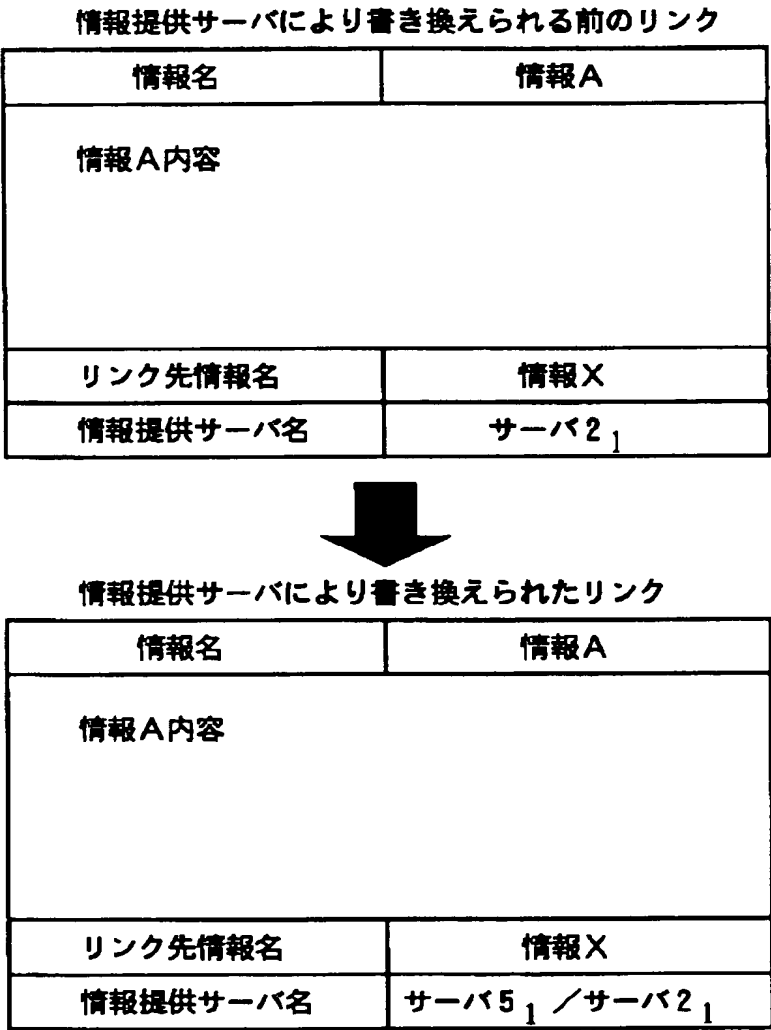 情報提供サーバにより書き換えられる前のリンク
情報名 情報A
情報A内容
リンク先情報名 情報X
情報提供サーバ名 サーバ2₁
情報提供サーバにより書き換えられたリンク
情報名 情報A
情報A内容
リンク先情報名 情報X
情報提供サーバ名 サーバ5₁／サーバ2₁